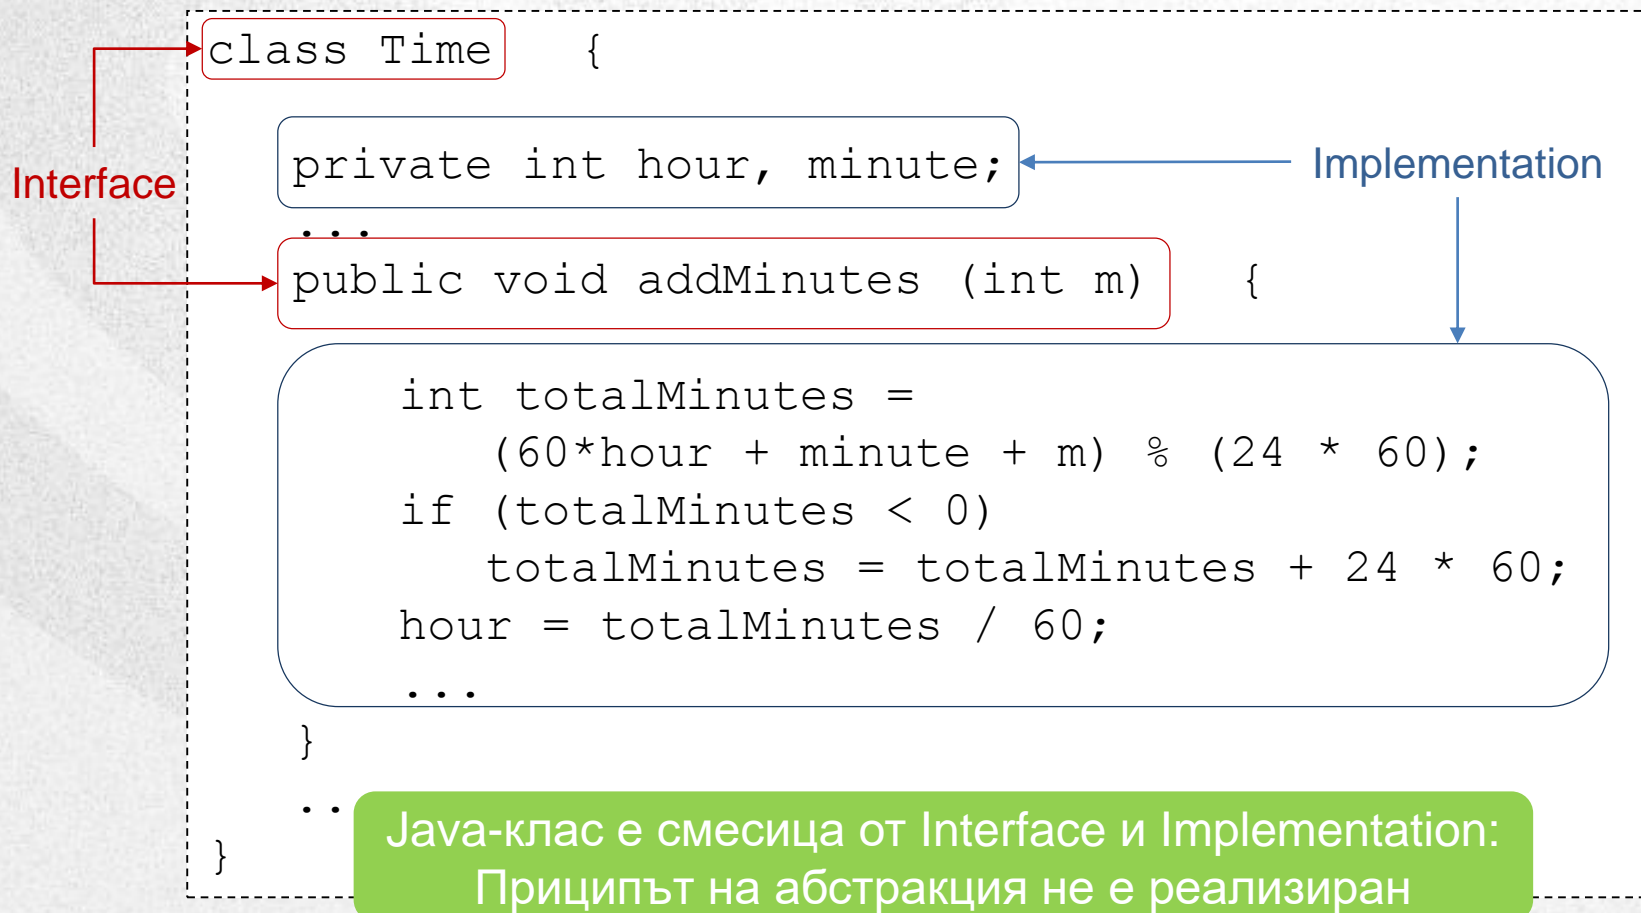 class Time {
private int hour, minute;
Implementation
Interface
...
public void addMinutes (int m) {
int totalMinutes =
(60*hour + minute + m) % (24 * 60);
if (totalMinutes < 0)
totalMinutes = totalMinutes + 24 * 60;
hour = totalMinutes / 60;
...
}
..
}
Java-клас е смесица от Interface и Implementation:
Приципът на абстракция не е реализиран